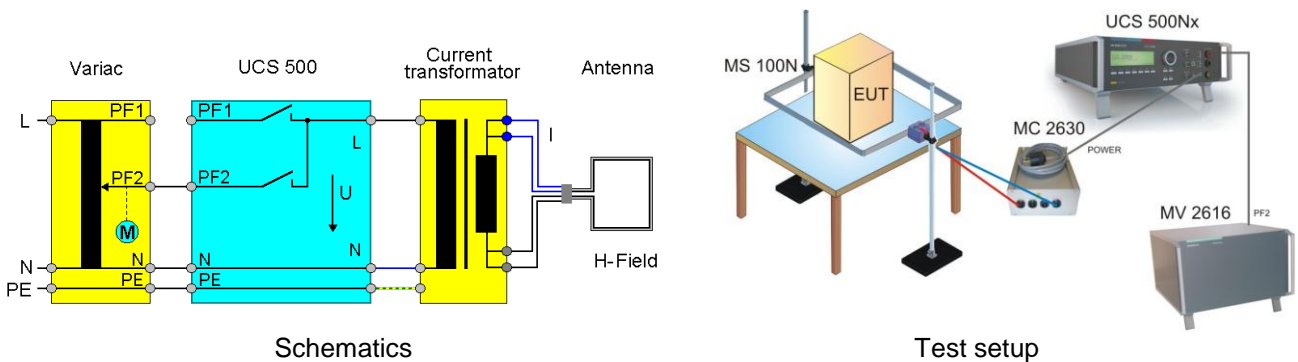 Variac
UCS 500
Current
transformator
Antenna
L
PF1
PF1
L
I
PF2
PF2
U
M
N
N
N
PE
PE
PE
H-Field
Schematics
UCS 500Nx
MS 100N
EUT
MC 2630
POWER
MV 2616
PF2
Test setup